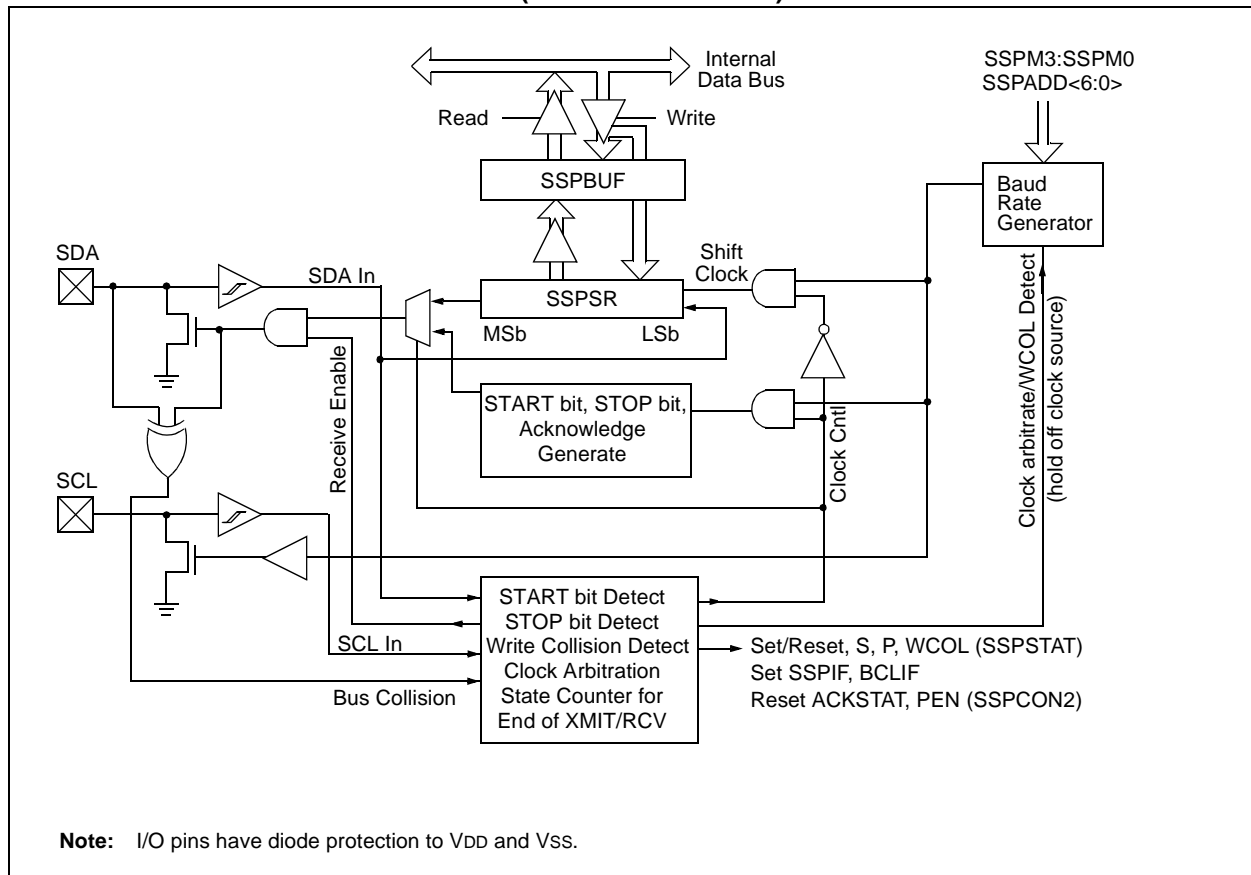 Internal
Data Bus
SSPM3:SSPM0
SSPADD<6:0>
Read
Write
SSPBUF
Baud
Rate
Generator
SDA
SDA In
Shift
Clock
SSPSR
MSb
LSb
START bit, STOP bit,
Acknowledge
Generate
Receive Enable
Clock Cntl
Clock arbitrate/WCOL Detect
(hold off clock source)
SCL
SCL In
Bus Collision
START bit Detect
STOP bit Detect
Write Collision Detect
Clock Arbitration
State Counter for
End of XMIT/RCV
Set/Reset, S, P, WCOL (SSPSTAT)
Set SSPIF, BCLIF
Reset ACKSTAT, PEN (SSPCON2)
Note: I/O pins have diode protection to VDD and VSS.